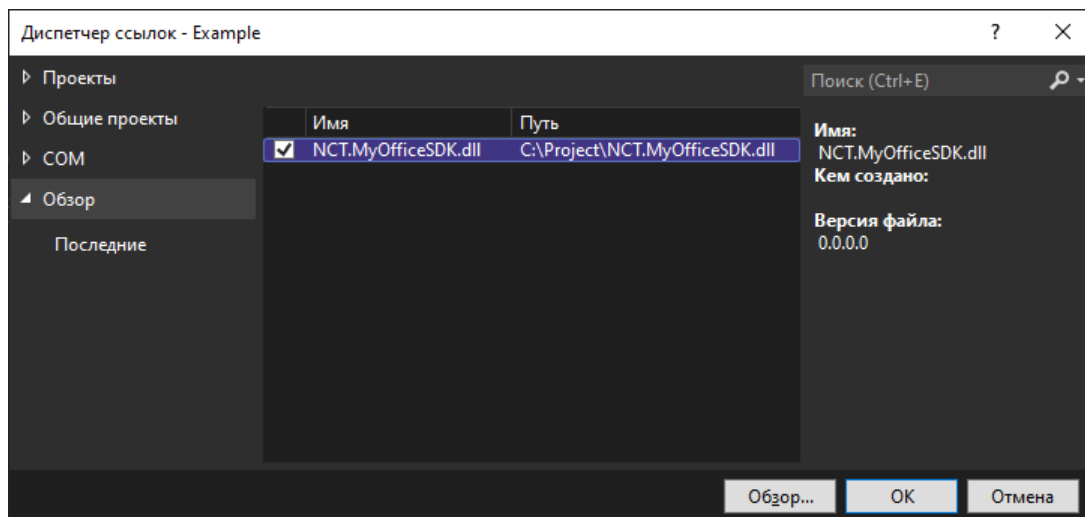 Диспетчер ссылок - Example
?
Проекты
Общие проекты
COM
Обзор
Последние
Имя Путь
NCT.MyOfficeSDK.dll C:\Project\NCT.MyOfficeSDK.dll
Поиск (Ctrl+E)
Имя:
NCT.MyOfficeSDK.dll
Кем создано:
Версия файла:
0.0.0.0
Обзор... OK Отмена